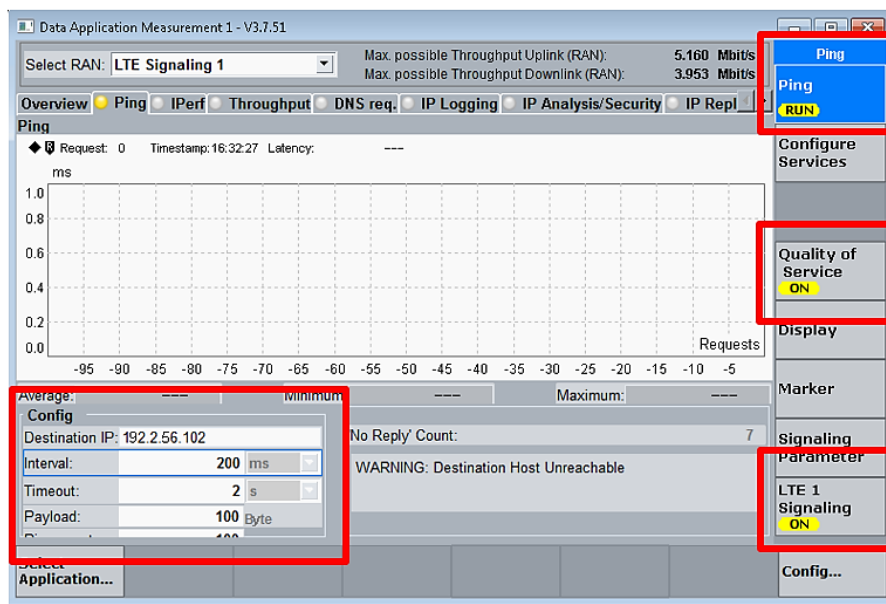 Data Application Measurement 1 - V3.7.51
Select RAN: LTE Signaling 1
Max. possible Throughput Uplink (RAN): 5.160 Mbit/s
Max. possible Throughput Downlink (RAN): 3.953 Mbit/s
Overview Ping IPerf Throughput DNS req. IP Logging IP Analysis/Security IP Repl
Ping
Request: 0 Timestamp: 16:32:27 Latency: ---
ms
1.0
0.8
0.6
0.4
0.2
0.0
Requests
-95 -90 -85 -80 -75 -70 -65 -60 -55 -50 -45 -40 -35 -30 -25 -20 -15 -10 -5
Average: --- Minimum --- Maximum: ---
Config
Destination IP: 192.2.56.102
Interval: 200 ms
Timeout: 2 s
Payload: 100 Byte
No Reply' Count: 7
WARNING: Destination Host Unreachable
Select
Application...
Ping
Ping
RUN
Configure
Services
Quality of
Service
ON
Display
Marker
Signaling
Parameter
LTE 1
Signaling
ON
Config...